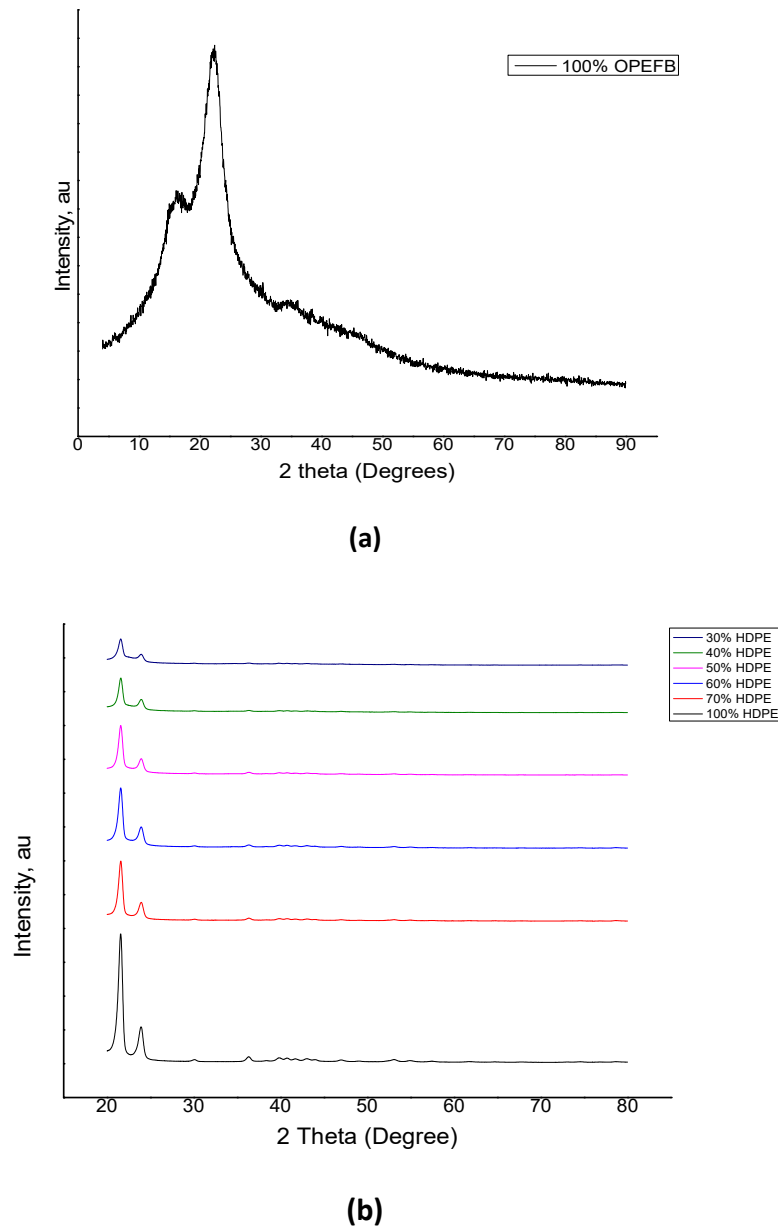 100% OPEFB
Intensity, au
0 10 20 30 40 50 60 70 80 90
2 theta (Degrees)
(a)
30% HDPE
40% HDPE
50% HDPE
60% HDPE
70% HDPE
100% HDPE
Intensity, au
20 30 40 50 60 70 80
2 Theta (Degree)
(b)